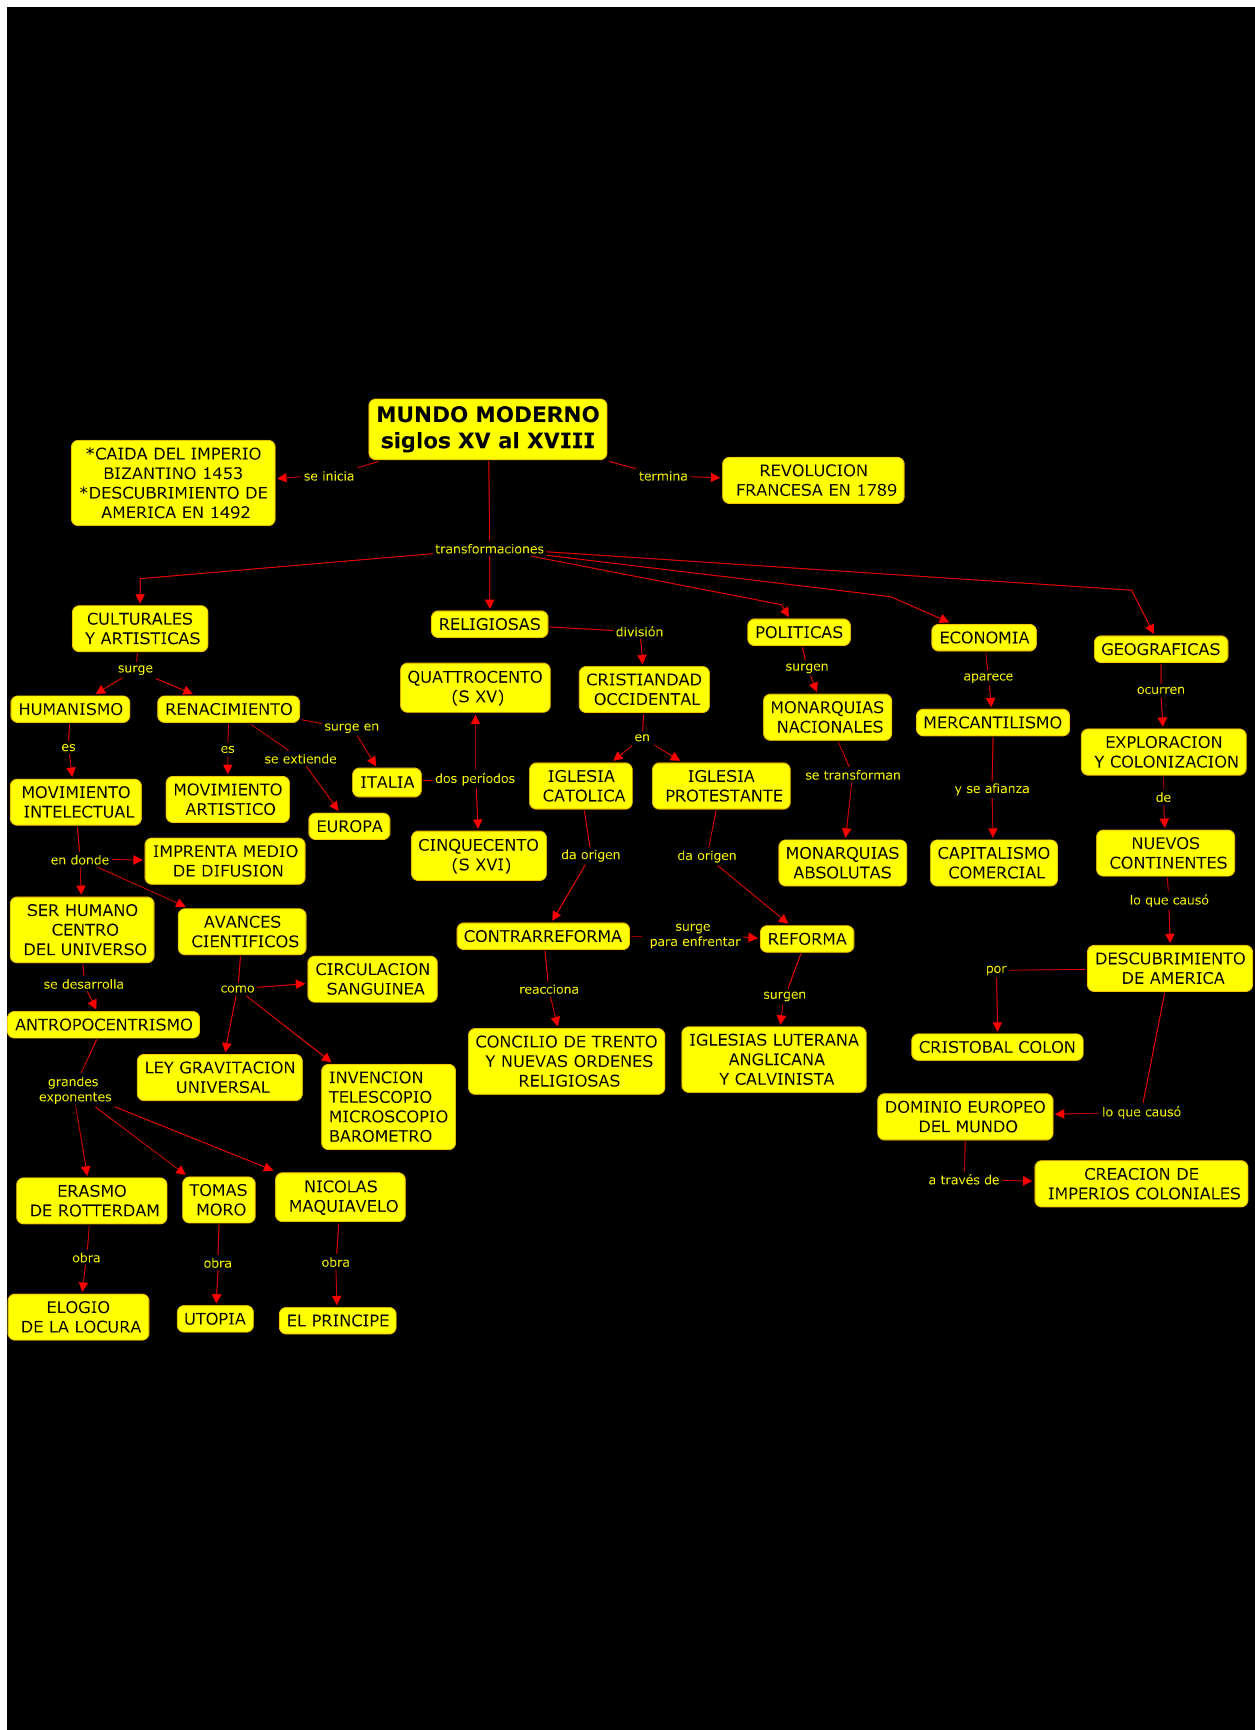 MUNDO MODERNO
siglos XV al XVIII
*CAIDA DEL IMPERIO
BIZANTINO 1453
*DESCUBRIMIENTO DE
AMERICA EN 1492
se inicia
termina
REVOLUCION
FRANCESA EN 1789
transformaciones
CULTURALES
Y ARTISTICAS
RELIGIOSAS
división
POLITICAS
ECONOMIA
GEOGRAFICAS
surge
HUMANISMO
RENACIMIENTO
es
es
se extiende
surge en
MOVIMIENTO
INTELECTUAL
MOVIMIENTO
ARTISTICO
EUROPA
ITALIA
dos períodos
QUATTROCENTO
(S XV)
CINQUECENTO
(S XVI)
en donde
IMPRENTA MEDIO
DE DIFUSION
SER HUMANO
CENTRO
DEL UNIVERSO
AVANCES
CIENTIFICOS
se desarrolla
como
CIRCULACION
SANGUINEA
ANTROPOCENTRISMO
LEY GRAVITACION
UNIVERSAL
INVENCION
TELESCOPIO
MICROSCOPIO
BAROMETRO
grandes
exponentes
ERASMO
DE ROTTERDAM
TOMAS
MORO
NICOLAS
MAQUIAVELO
obra
obra
obra
ELOGIO
DE LA LOCURA
UTOPIA
EL PRINCIPE
CRISTIANDAD
OCCIDENTAL
en
IGLESIA
CATOLICA
IGLESIA
PROTESTANTE
da origen
da origen
CONTRARREFORMA
surge
para enfrentar
REFORMA
reacciona
surgen
CONCILIO DE TRENTO
Y NUEVAS ORDENES
RELIGIOSAS
IGLESIAS LUTERANA
ANGLICANA
Y CALVINISTA
surgen
MONARQUIAS
NACIONALES
se transforman
MONARQUIAS
ABSOLUTAS
aparece
MERCANTILISMO
y se afianza
CAPITALISMO
COMERCIAL
ocurren
EXPLORACION
Y COLONIZACION
de
NUEVOS
CONTINENTES
lo que causó
DESCUBRIMIENTO
DE AMERICA
por
CRISTOBAL COLON
lo que causó
DOMINIO EUROPEO
DEL MUNDO
a través de
CREACION DE
IMPERIOS COLONIALES